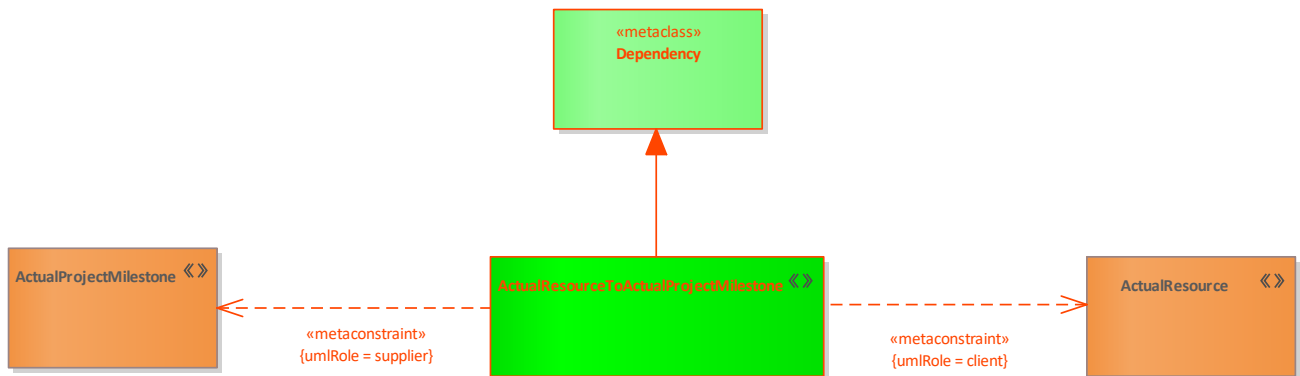 «metaclass»
Dependency
ActualProjectMilestone «»
ActualResourceToActualProjectMilestone «»
ActualResource «»
«metaconstraint»
{umlRole = supplier}
«metaconstraint»
{umlRole = client}